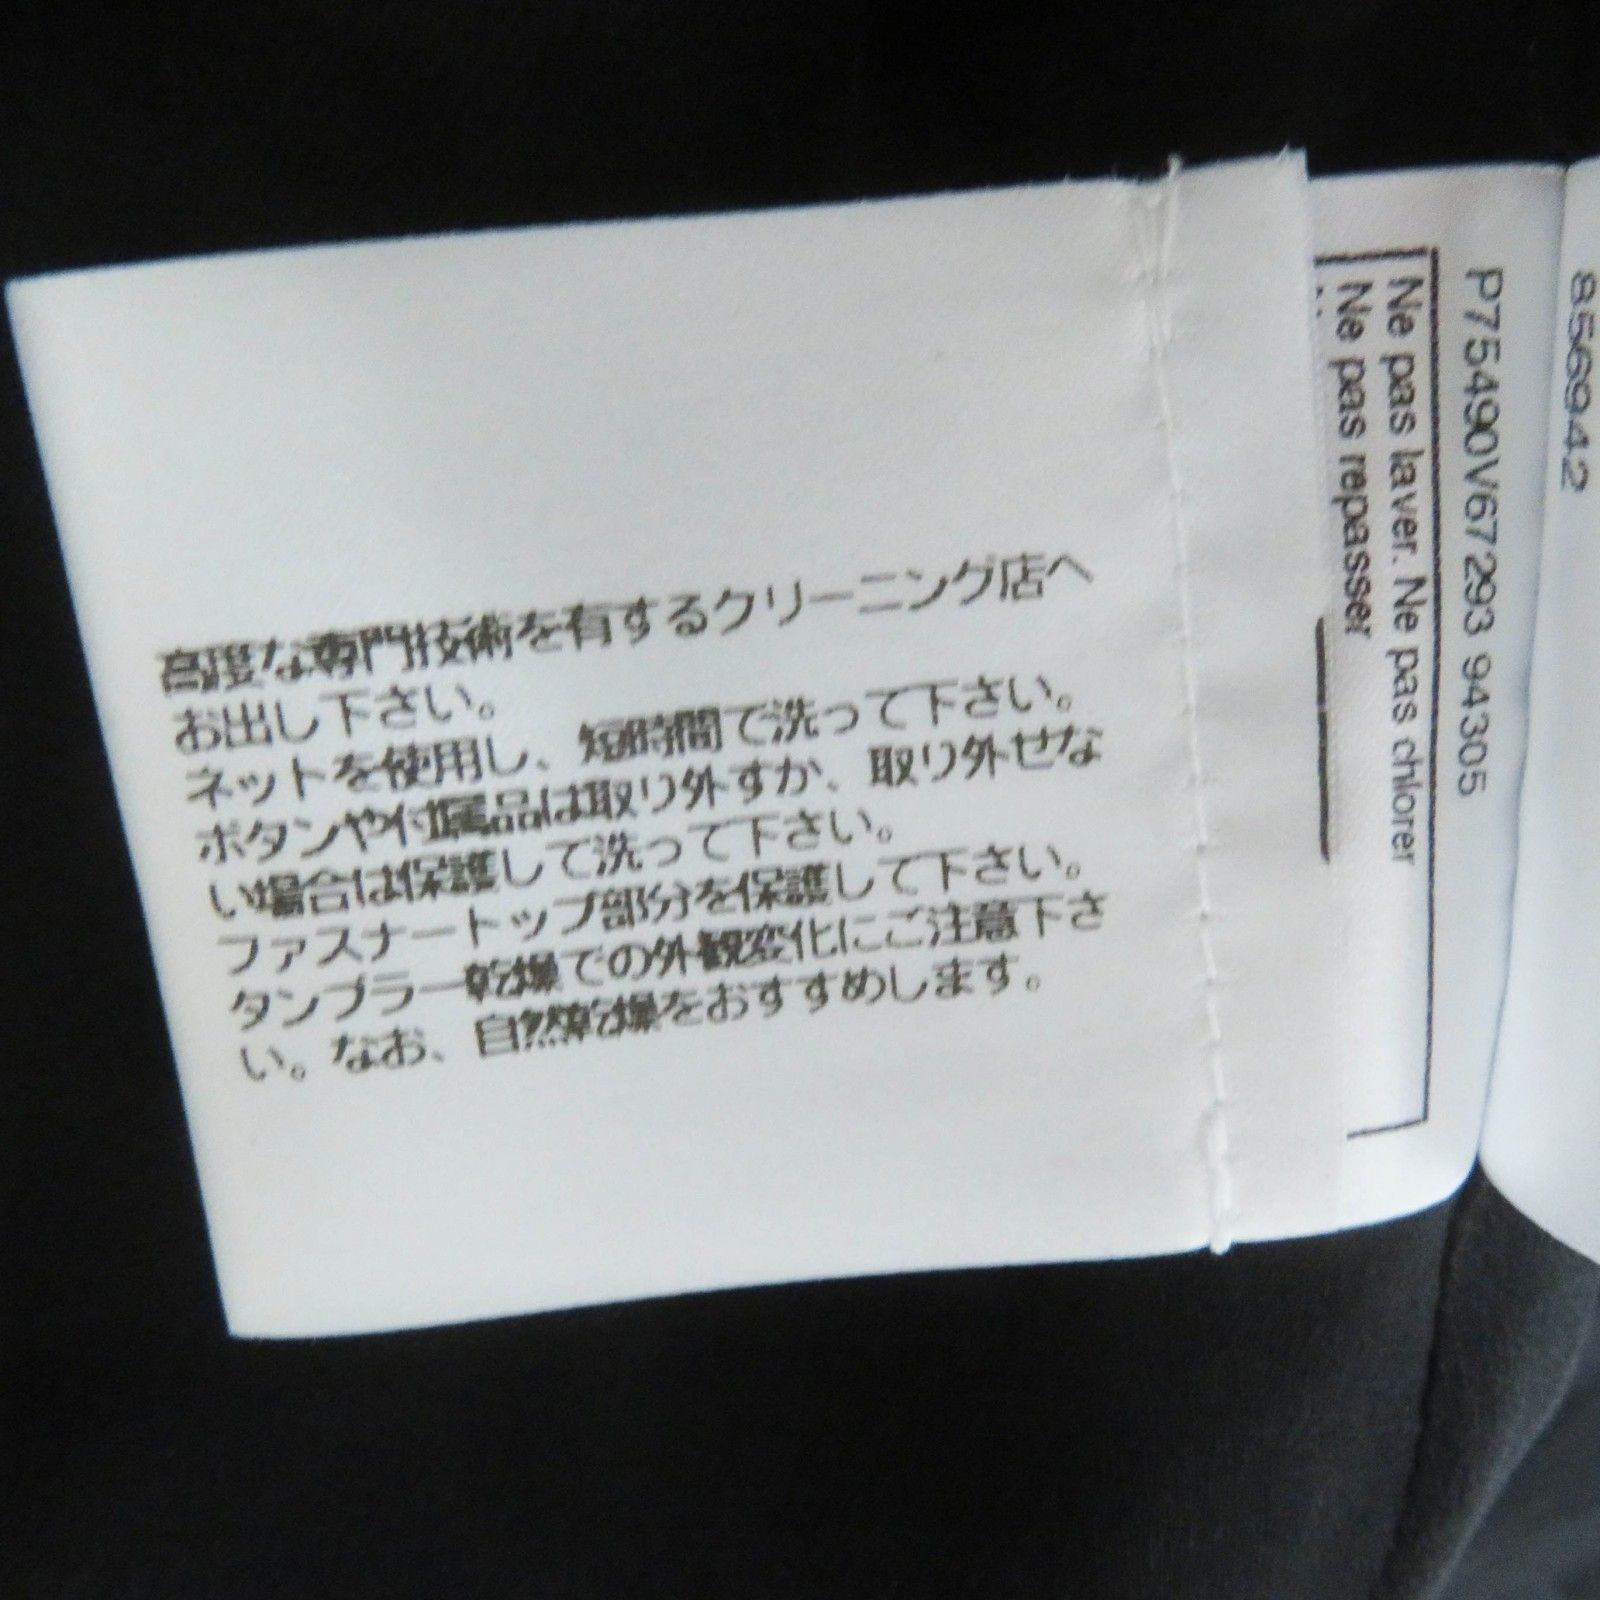 高度な専門技術を有するクリーニング店へ
お出し下さい。
ネットを使用し、短時間で洗って下さい。
ボタンや付属品は取り外すか、取り外せな
い場合は保護して洗って下さい。
ファスナートップ部分を保護して下さい。
タンブラー乾燥での外観変化にご注意下さ
い。なお、自然乾燥をおすすめします。
8856942
P75490V67293 94305
Ne pas laver. Ne pas chlorer
Ne pas repasser